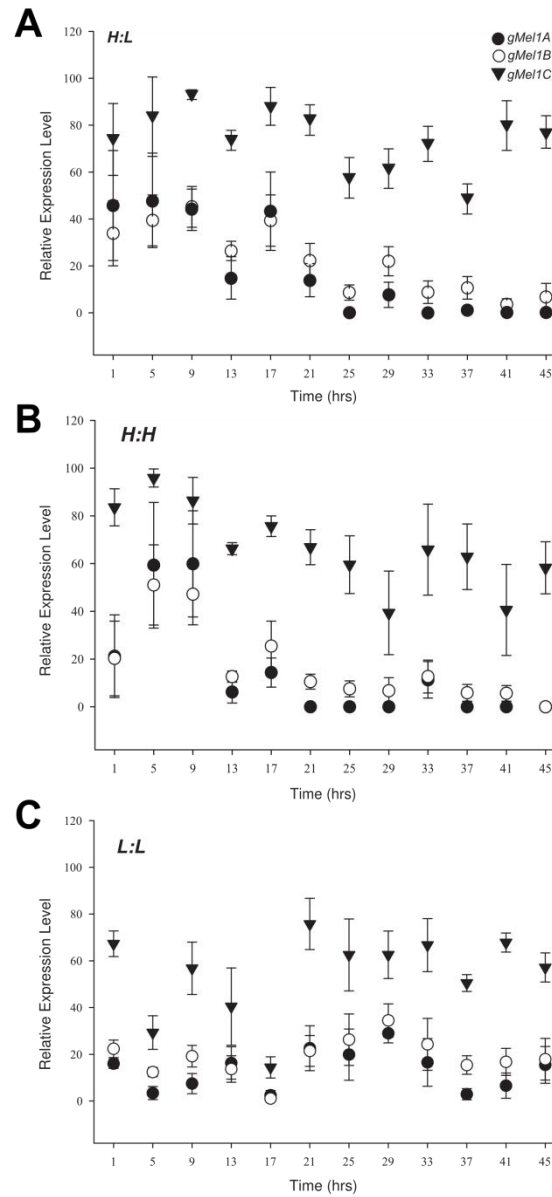 A
H:L
gMel1A
gMel1B
gMel1C
120
100
80
60
40
20
0
Relative Expression Level
1 5 9 13 17 21 25 29 33 37 41 45
Time (hrs)
B
H:H
120
100
80
60
40
20
0
Relative Expression Level
1 5 9 13 17 21 25 29 33 37 41 45
Time (hrs)
C
L:L
120
100
80
60
40
20
0
Relative Expression Level
1 5 9 13 17 21 25 29 33 37 41 45
Time (hrs)